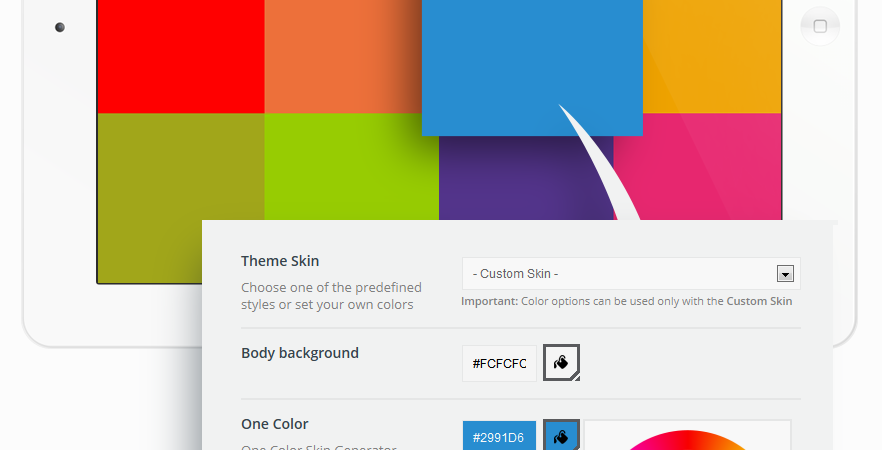 Theme Skin
- Custom Skin -
Choose one of the predefined
styles or set your own colors
Important: Color options can be used only with the Custom Skin
Body background
#FCFCFC
One Color
#2991D6
One Color Skin Generator